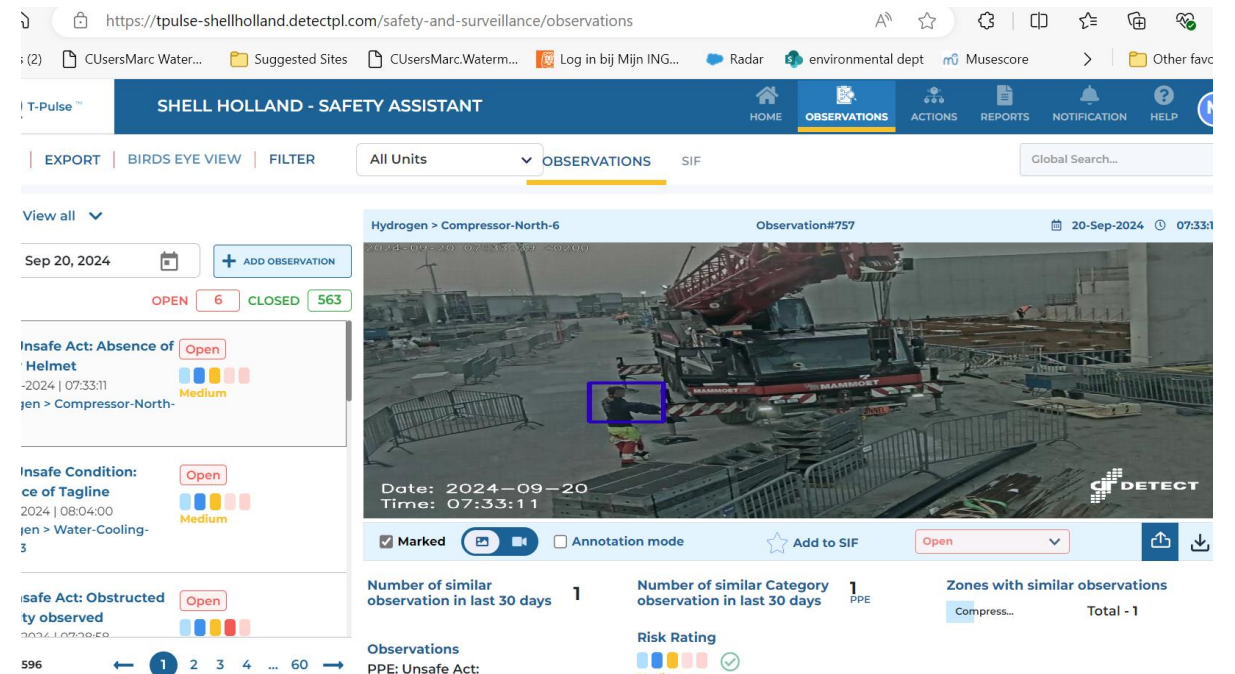 https://tpulse-shellholland.detectpl.com/safety-and-surveillance/observations
s (2) CUsersMarc Water... Suggested Sites CUsersMarc.Waterm... Log in bij Mijn ING... Radar environmental dept Musescore Other favo
T-Pulse ™ SHELL HOLLAND - SAFETY ASSISTANT HOME OBSERVATIONS ACTIONS REPORTS NOTIFICATION HELP
EXPORT BIRDS EYE VIEW FILTER All Units OBSERVATIONS SIF Global Search...
View all
Sep 20, 2024 + ADD OBSERVATION
OPEN 6 CLOSED 563
Unsafe Act: Absence of Open
Helmet
-2024 | 07:33:11 Medium
gen > Compressor-North-
Unsafe Condition: Open
ce of Tagline
2024 | 08:04:00 Medium
gen > Water-Cooling-
3
safe Act: Obstructed Open
ty observed
2024 | 07:28:58
596 1 2 3 4 ... 60
Hydrogen > Compressor-North-6 Observation#757 20-Sep-2024 07:33:1
MAMMOET
MAMMOET
Date: 2024-09-20
Time: 07:33:11
DETECT
Marked Annotation mode Add to SIF Open
Number of similar
observation in last 30 days 1
Number of similar Category
observation in last 30 days 1
PPE
Zones with similar observations
Compress... Total - 1
Risk Rating
Observations
PPE: Unsafe Act: